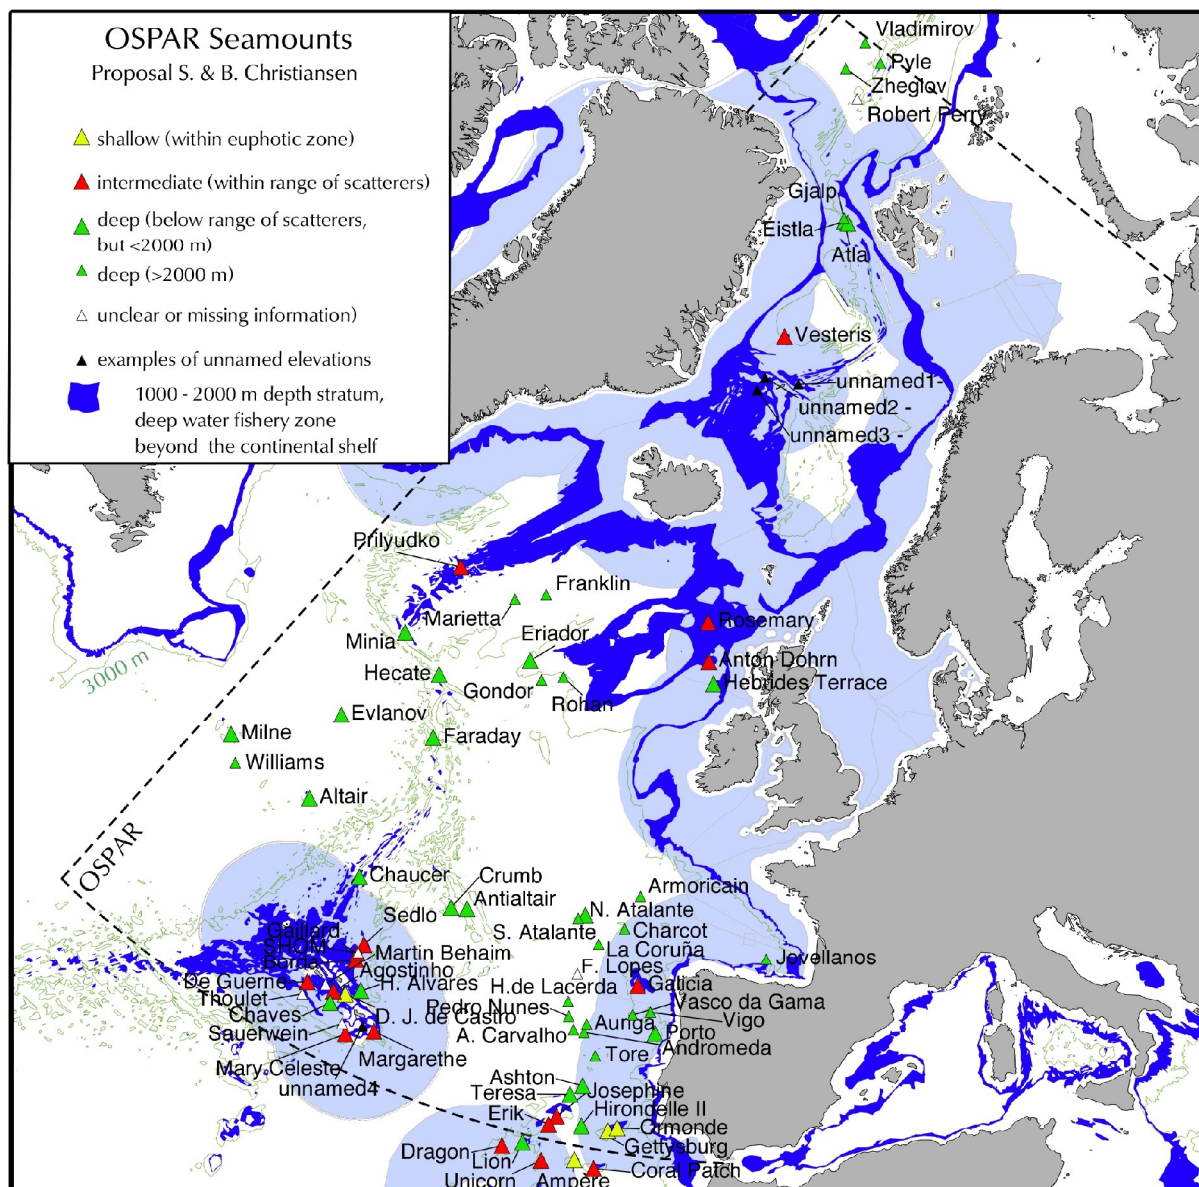 OSPAR Seamounts
Proposal S. & B. Christiansen
shallow (within euphotic zone)
intermediate (within range of scatterers)
deep (below range of scatterers,
but <2000 m)
deep (>2000 m)
unclear or missing information)
examples of unnamed elevations
1000 - 2000 m depth stratum,
deep water fishery zone
beyond the continental shelf
Vladimirov
Pyle
Zheglov
Robert Perry
Gjalp
Eistla
Atla
Vesteris
unnamed1-
unnamed2 -
unnamed3 -
Prilyudko
Franklin
Marietta
Rosemary
Minia
Eriador
Anton Dohrn
3000 m
Hecate
Hebrides Terrace
Gondor
Rohan
Evlanov
Milne
Faraday
Williams
Altair
OSPAR
Chaucer
Crumb
Armoricain
Antialtair
Sedlo
N. Atalante
Gaillard
S. Atalante
Charcot
SHOM
Martin Behaim
La Coruña
Borda
Jovellanos
Agostinho
F. Lopes
De Guerne
H. Alvares
H.de Lacerda
Galicia
Thoulet
Pedro Nunes
Vasco da Gama
Chaves
D. J. de Castro
Aunga
Vigo
Sauerwein
A. Carvalho
Porto
Andromeda
Margarethe
Tore
Mary Celeste
unnamed4
Ashton
Teresa
Josephine
Erik
Hirondelle II
Ormonde
Dragon
Gettysburg
Lion
Coral Patch
Unicorn
Ampère